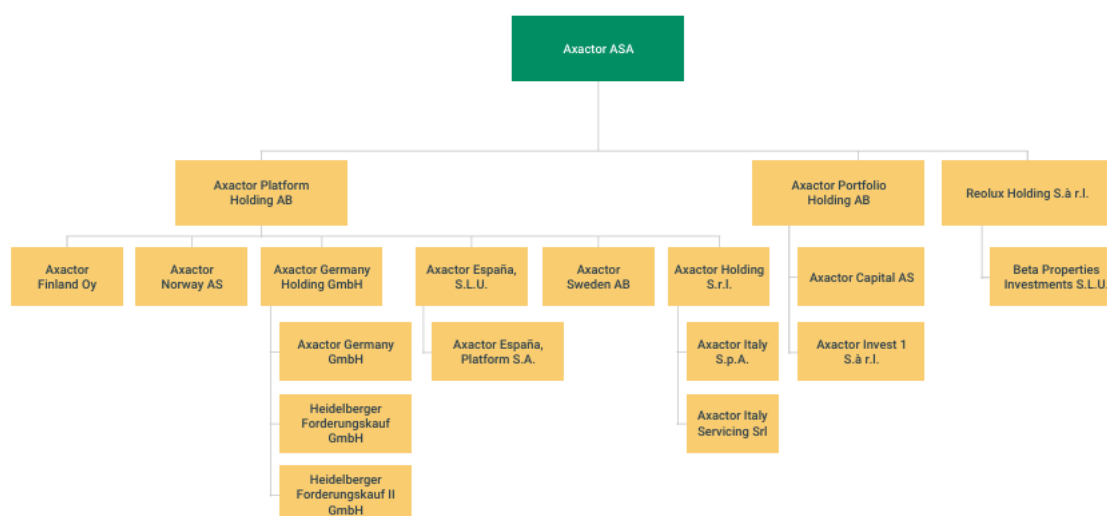 Axactor ASA
Axactor Platform
Holding AB
Axactor Portfolio
Holding AB
Reolux Holding S.à r.l.
Axactor
Finland Oy
Axactor
Norway AS
Axactor Germany
Holding GmbH
Axactor España,
S.L.U.
Axactor
Sweden AB
Axactor Holding
S.r.l.
Axactor Capital AS
Beta Properties
Investments S.L.U.
Axactor Germany
GmbH
Axactor España,
Platform S.A.
Axactor Italy
S.p.A.
Axactor Invest 1
S.à r.l.
Heidelberger
Forderungskauf
GmbH
Axactor Italy
Servicing Srl
Heidelberger
Forderungskauf II
GmbH